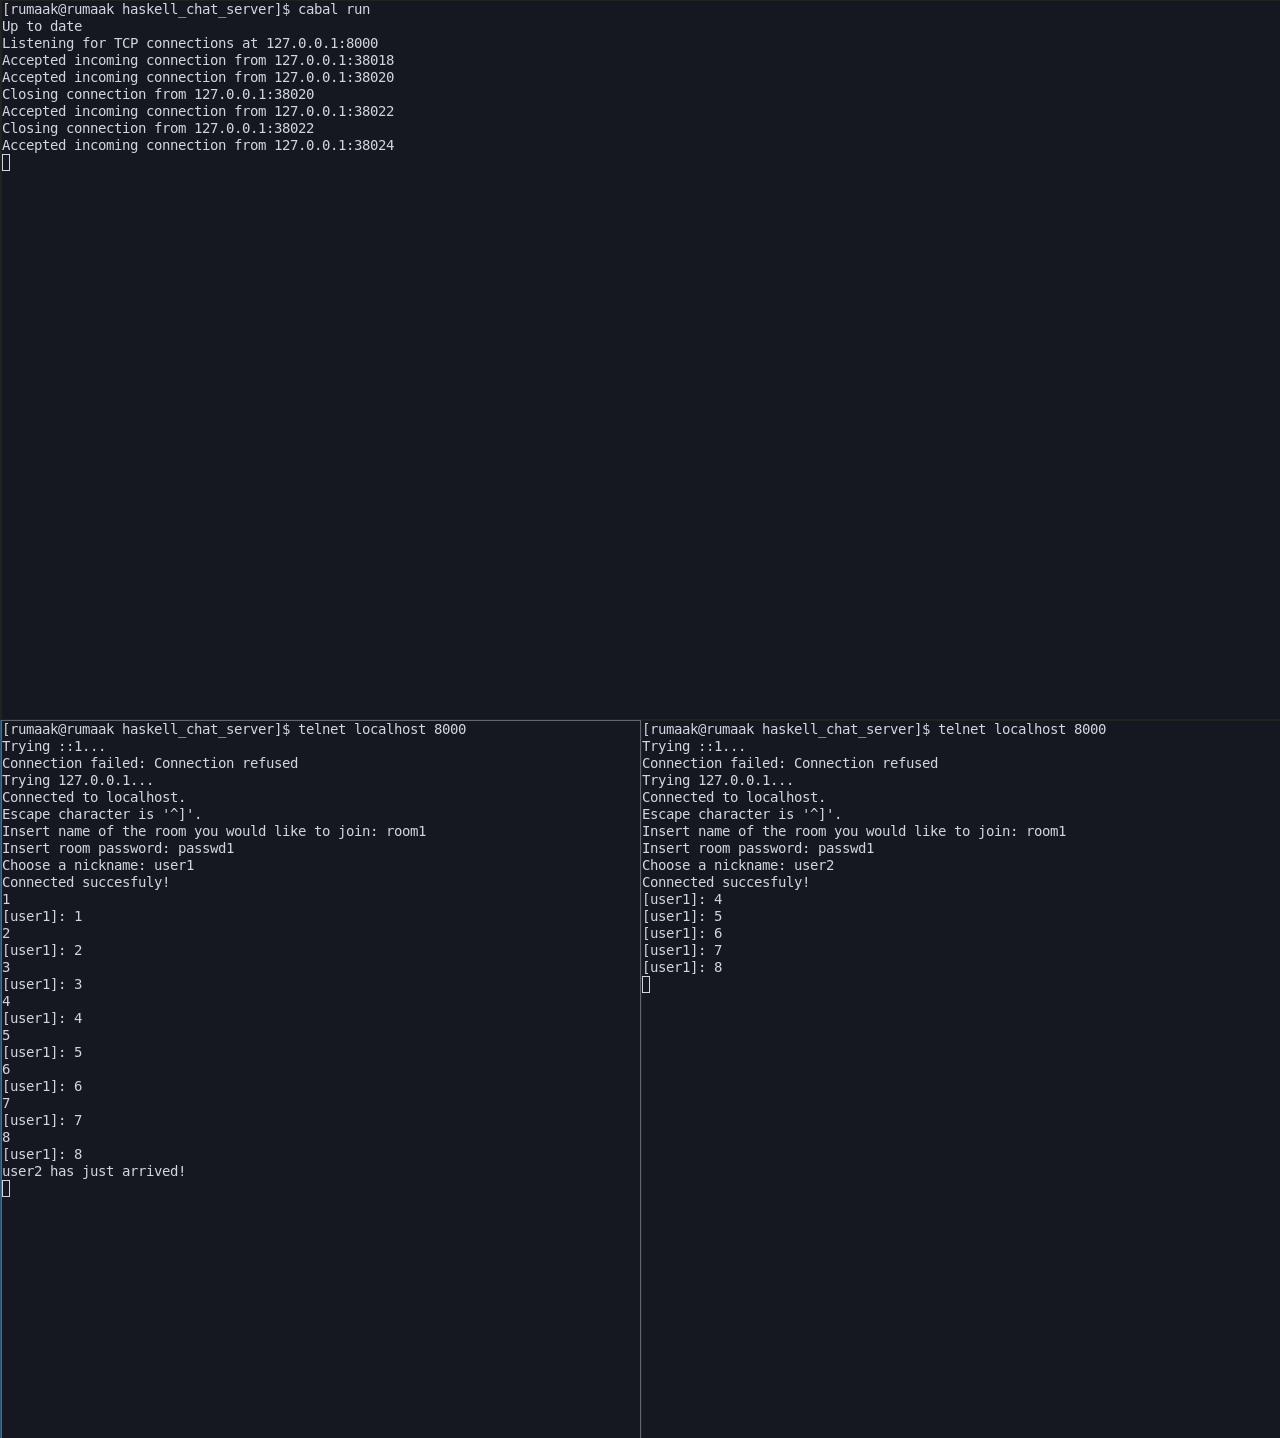 [rumaak@rumaak haskell_chat_server]$ cabal run
Up to date
Listening for TCP connections at 127.0.0.1:8000
Accepted incoming connection from 127.0.0.1:38018
Accepted incoming connection from 127.0.0.1:38020
Closing connection from 127.0.0.1:38020
Accepted incoming connection from 127.0.0.1:38022
Closing connection from 127.0.0.1:38022
Accepted incoming connection from 127.0.0.1:38024
[rumaak@rumaak haskell_chat_server]$ telnet localhost 8000
Trying ::1...
Connection failed: Connection refused
Trying 127.0.0.1...
Connected to localhost.
Escape character is '^]'.
Insert name of the room you would like to join: room1
Insert room password: passwd1
Choose a nickname: user1
Connected succesfuly!
1
[user1]: 1
2
[user1]: 2
3
[user1]: 3
4
[user1]: 4
5
[user1]: 5
6
[user1]: 6
7
[user1]: 7
8
[user1]: 8
user2 has just arrived!
[rumaak@rumaak haskell_chat_server]$ telnet localhost 8000
Trying ::1...
Connection failed: Connection refused
Trying 127.0.0.1...
Connected to localhost.
Escape character is '^]'.
Insert name of the room you would like to join: room1
Insert room password: passwd1
Choose a nickname: user2
Connected succesfuly!
[user1]: 4
[user1]: 5
[user1]: 6
[user1]: 7
[user1]: 8